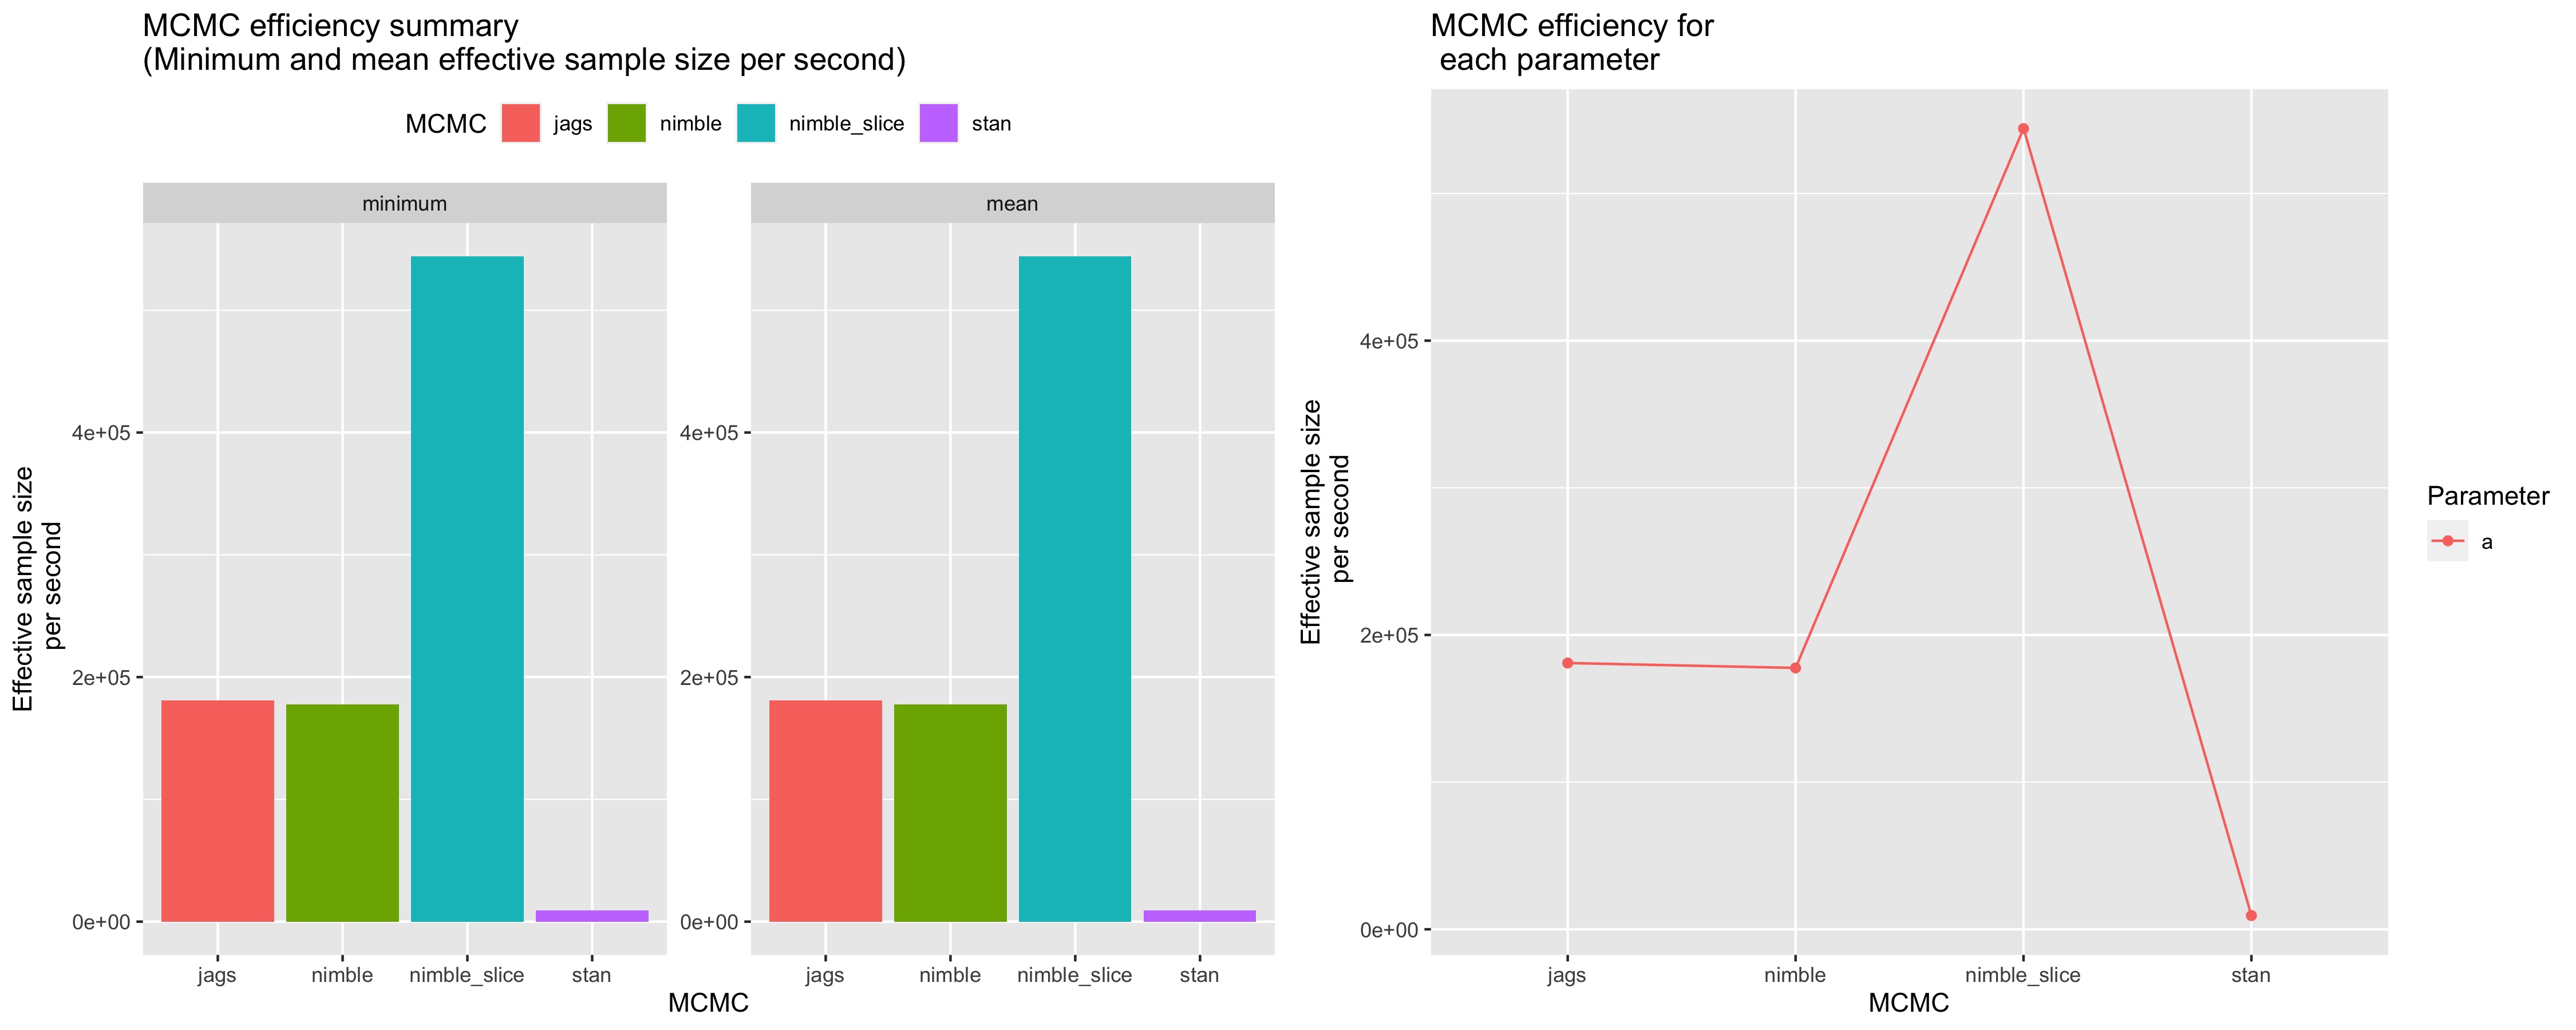 MCMC efficiency summary
(Minimum and mean effective sample size per second)
MCMC jags nimble nimble_slice stan
minimum
mean
Effective sample size
per second
4e+05
2e+05
0e+00
4e+05
2e+05
0e+00
jags nimble nimble_slice stan
jags nimble nimble_slice stan
MCMC
MCMC efficiency for
each parameter
Effective sample size
per second
4e+05
2e+05
0e+00
jags nimble nimble_slice stan
MCMC
Parameter
a